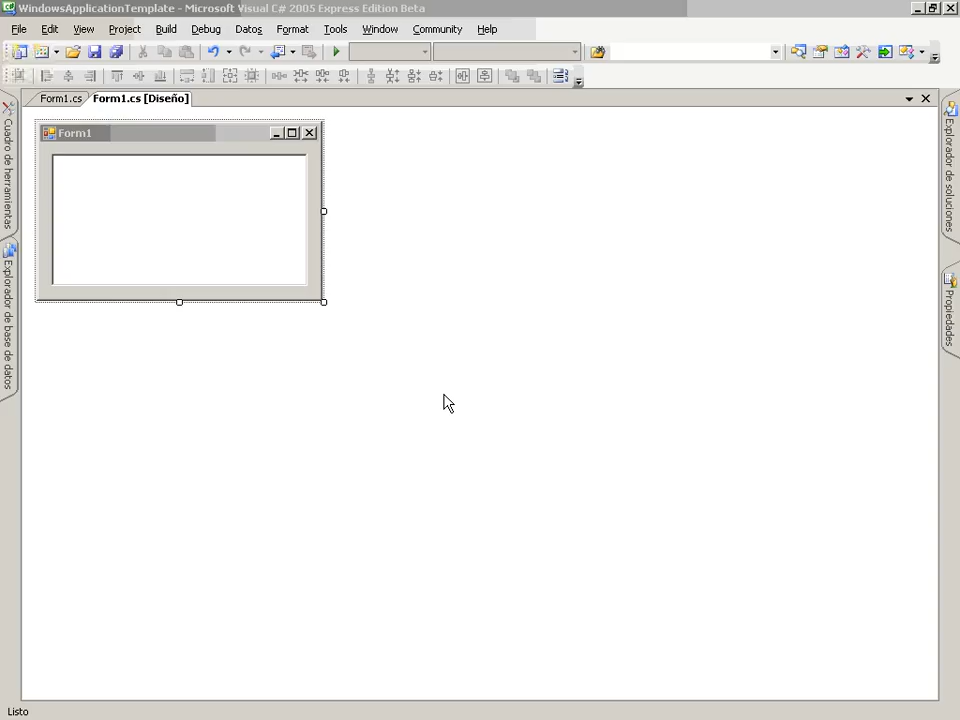 WindowsApplicationTemplate - Microsoft Visual C# 2005 Express Edition Beta
File Edit View Project Build Debug Datos Format Tools Window Community Help
Form1.cs Form1.cs [Diseño]
Form1
Cuadro de herramientas
Explorador de base de datos
Explorador de soluciones
Propiedades
Listo